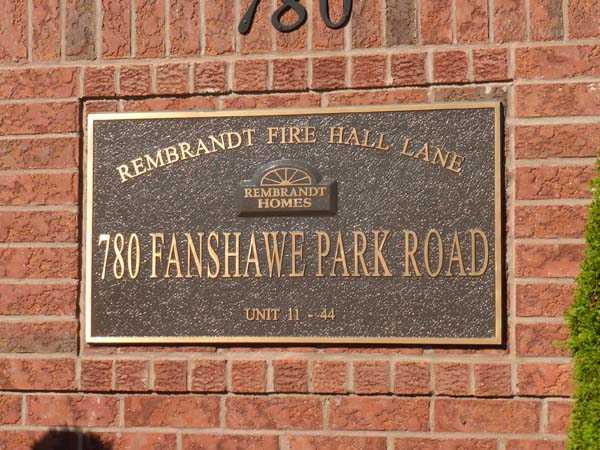 780
REMBRANDT FIRE HALL LANE
REMBRANDT
HOMES
780 FANSHAWE PARK ROAD
UNIT 11 - 44